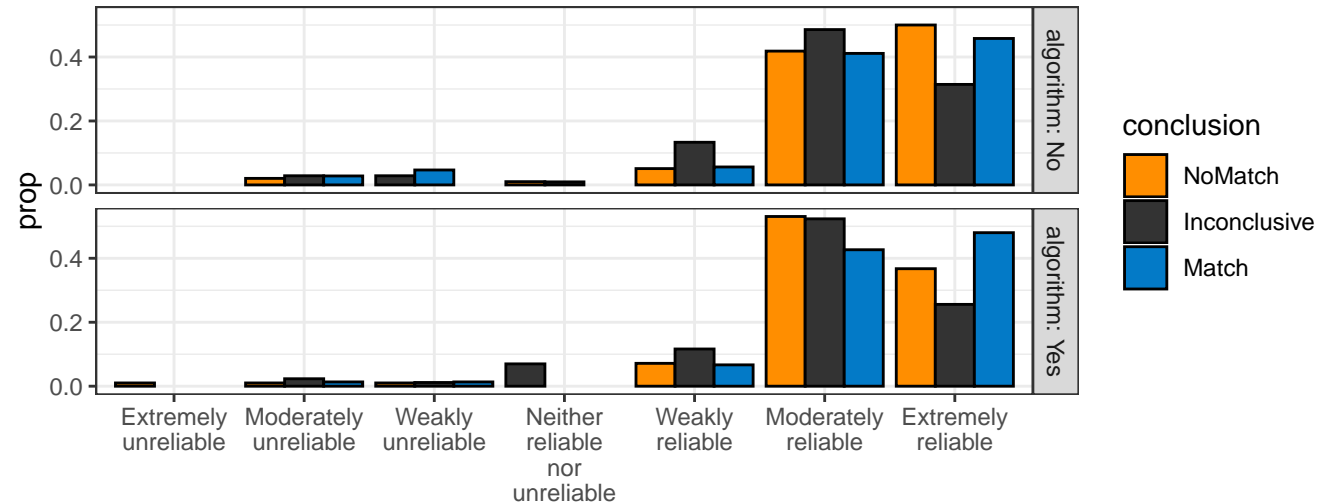 0.4
0.2
0.0
algorithm: No
prop
0.4
0.2
0.0
algorithm: Yes
Extremely
unreliable
Moderately
unreliable
Weakly
unreliable
Neither
reliable
nor
unreliable
Weakly
reliable
Moderately
reliable
Extremely
reliable
conclusion
NoMatch
Inconclusive
Match